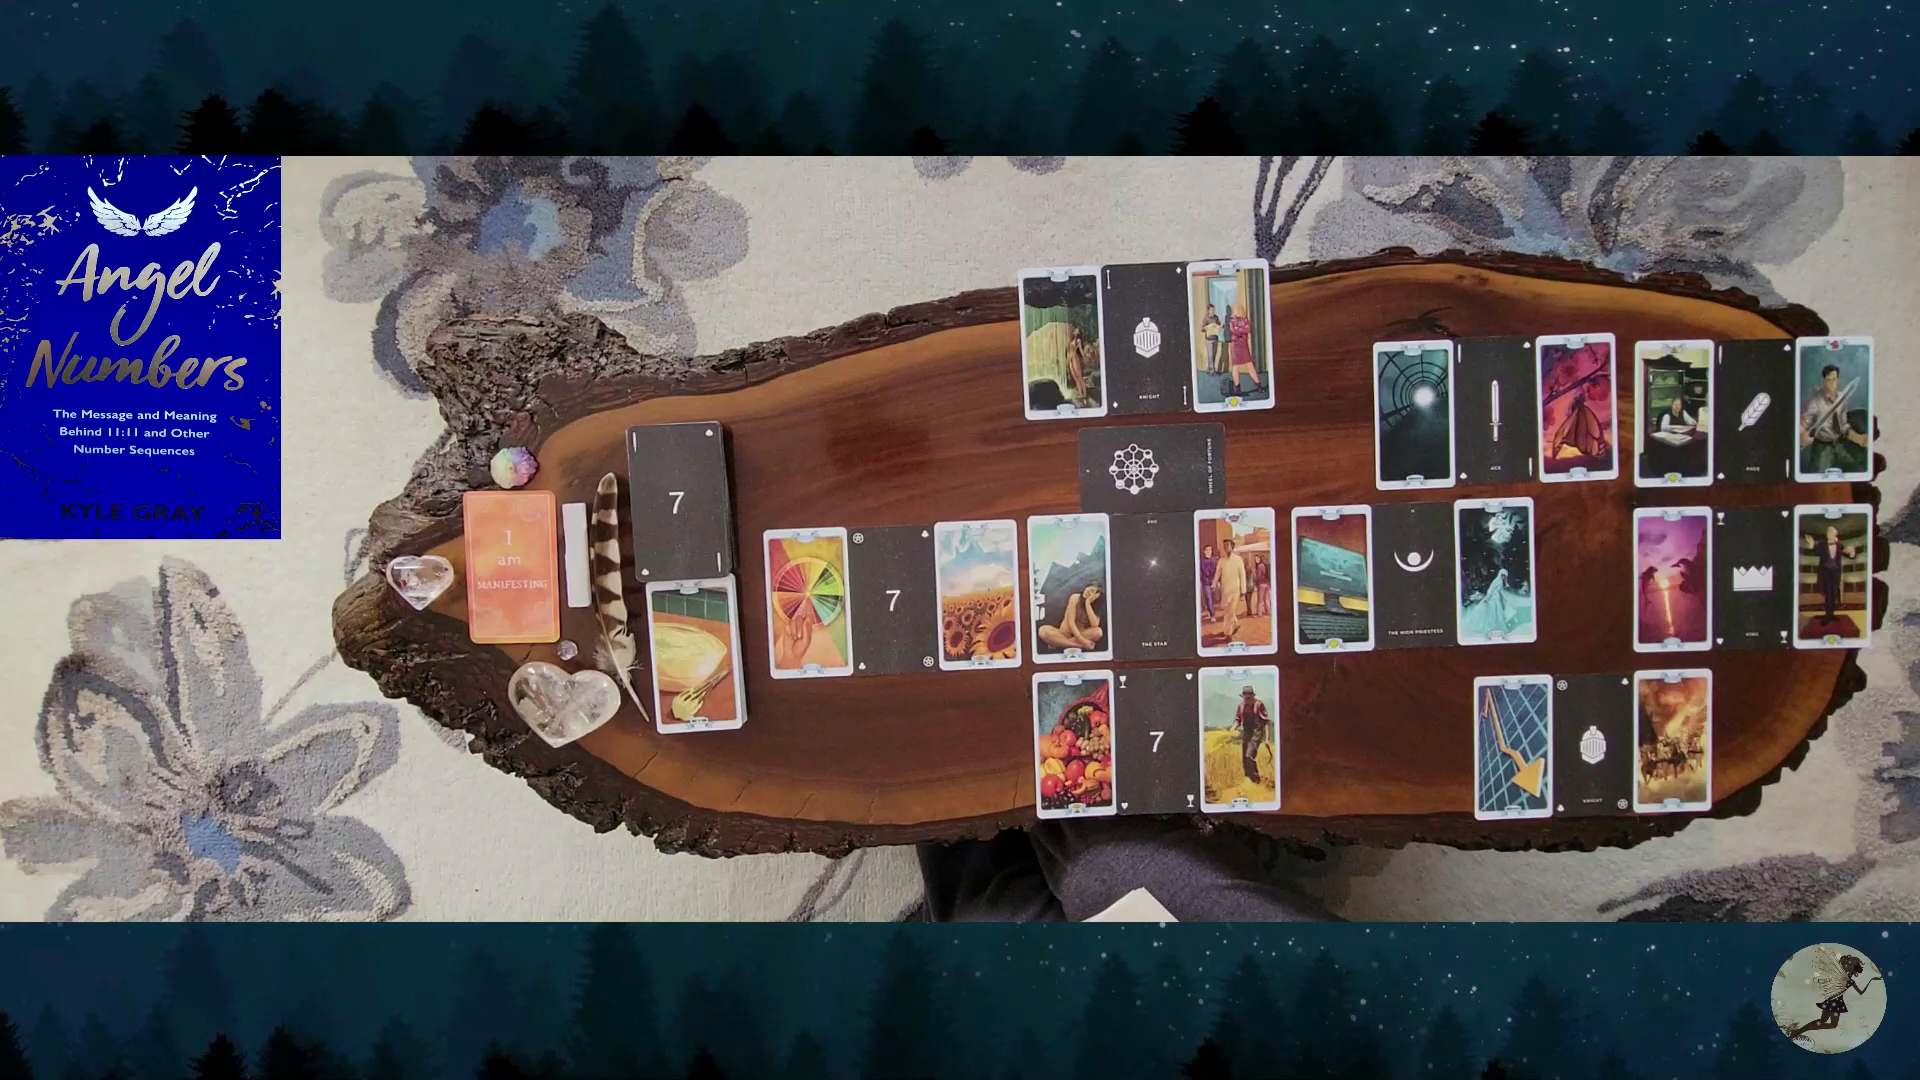 Angel
Numbers
The Message and Meaning
Behind 11:11 and Other
Number Sequences
KYLE GRAY
I
am
MANIFESTING
7
7
KNIGHT
WHEEL OF FORTUNE
XVII
THE STAR
7
THE HIGH PRIESTESS
ACE
PAGE
KING
KNIGHT